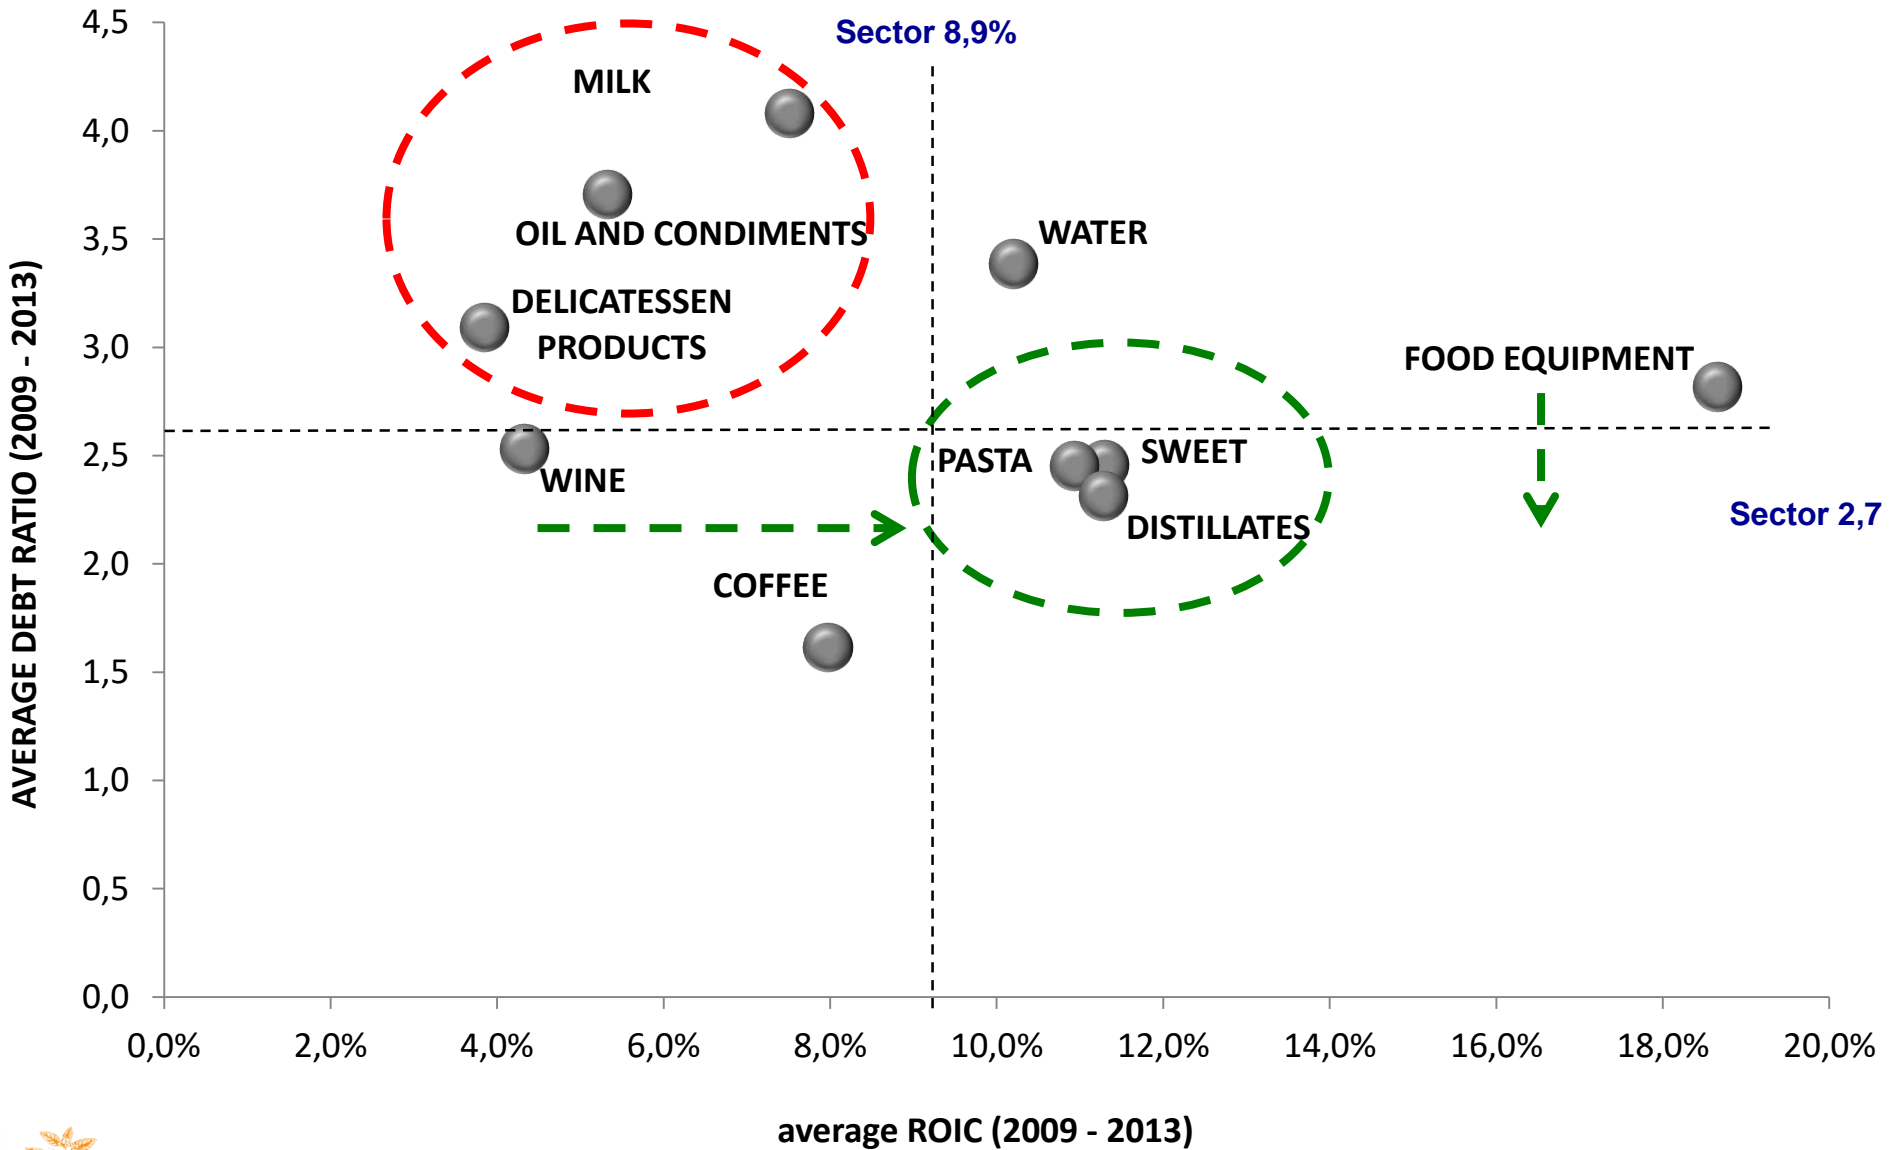 4,5
Sector 8,9%
MILK
4,0
3,5
OIL AND CONDIMENTS
WATER
DELICATESSEN
PRODUCTS
3,0
FOOD EQUIPMENT
2,5
PASTA
SWEET
WINE
DISTILLATES
Sector 2,7
2,0
COFFEE
1,5
1,0
0,5
0,0
AVERAGE DEBT RATIO (2009 - 2013)
0,0%
2,0%
4,0%
6,0%
8,0%
10,0%
12,0%
14,0%
16,0%
18,0%
20,0%
average ROIC (2009 - 2013)